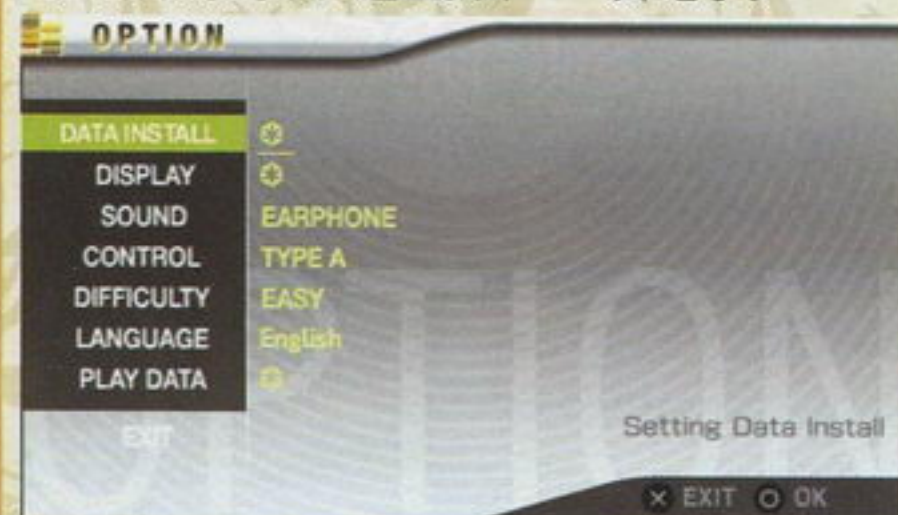 OPTION
DATA INSTALL
DISPLAY
SOUND EARPHONE
CONTROL TYPE A
DIFFICULTY EASY
LANGUAGE English
PLAY DATA
EXIT
Setting Data Install
EXIT OK
OPTION